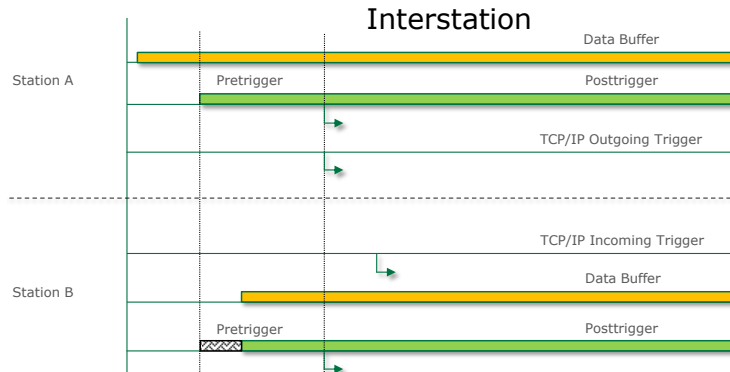 Interstation
Data Buffer
Station A
Pretrigger Posttrigger
TCP/IP Outgoing Trigger
TCP/IP Incoming Trigger
Station B
Data Buffer
Pretrigger Posttrigger